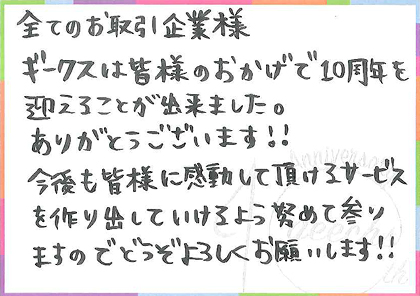 全てのお取引企業様
ギークスは皆様のおかげで10周年を
迎えることが出来ました。
ありがとうございます!!
今後も皆様に感動して頂けるサービス
を作り出していけるよう努めて参り
ますのでどうぞよろしくお願いします!!
Anniversary
10
geechs
th